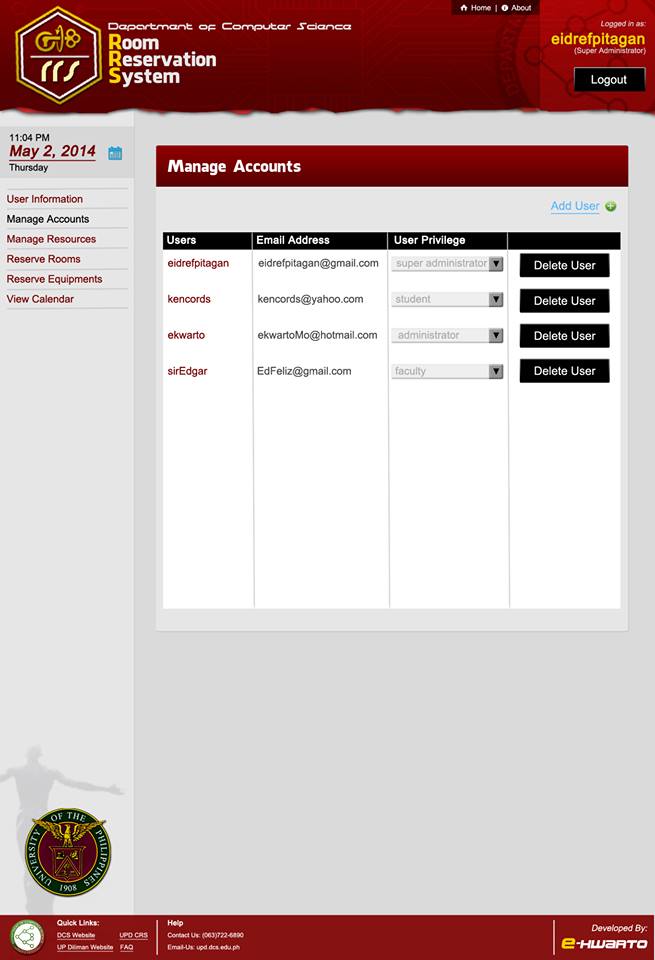 Home | About
Department of Computer Science
Room
Reservation
System
Logged in as:
eidrefpitagan
(Super Administrator)
Logout
11:04 PM
May 2, 2014
Thursday
User Information
Manage Accounts
Manage Resources
Reserve Rooms
Reserve Equipments
View Calendar
Manage Accounts
Add User
Users Email Address User Privilege
eidrefpitagan eidrefpitagan@gmail.com super administrator Delete User
kencords kencords@yahoo.com student Delete User
ekwarto ekwartoMo@hotmail.com administrator Delete User
sirEdgar EdFeliz@gmail.com faculty Delete User
UNIVERSITY OF THE PHILIPPINES
1908
Quick Links:
DCS Website UPD CRS
UP Diliman Website FAQ
Help
Contact Us: (063)722-6890
Email-Us: upd.dcs.edu.ph
Developed By:
e-kwarto